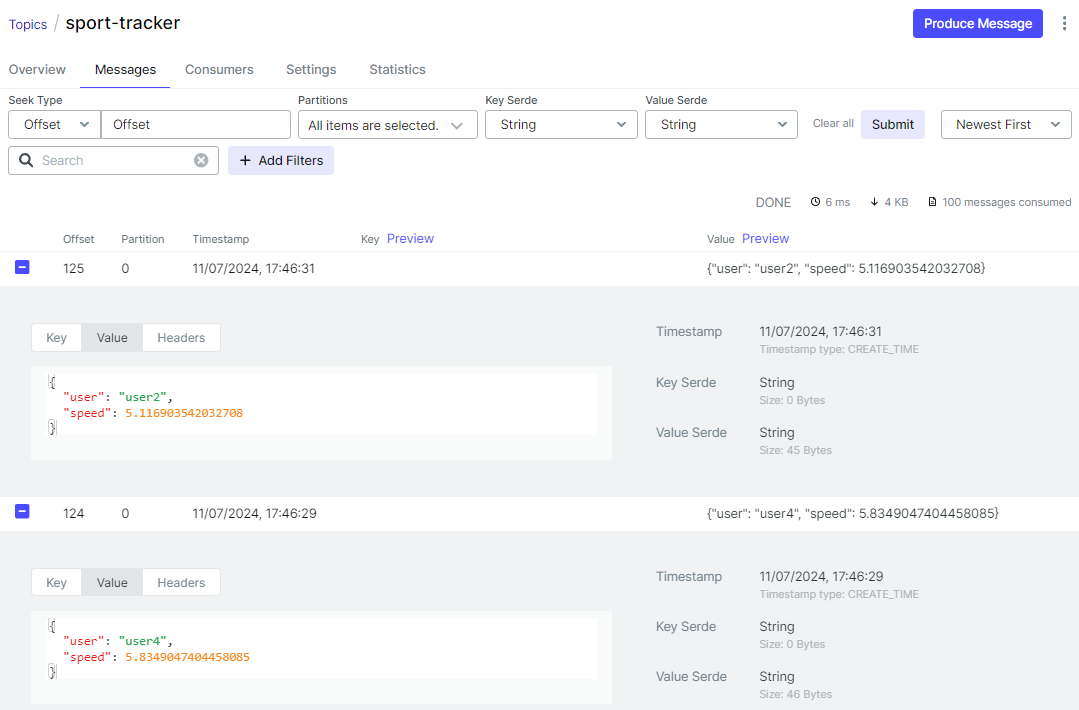 Topics / sport-tracker
Produce Message
Overview Messages Consumers Settings Statistics
Seek Type Partitions Key Serde Value Serde
Offset Offset All items are selected. String String Clear all Submit Newest First
Search + Add Filters
DONE 6 ms 4 KB 100 messages consumed
Offset Partition Timestamp Key Preview Value Preview
125 0 11/07/2024, 17:46:31 {"user": "user2", "speed": 5.116903542032708}
Key Value Headers
{
"user": "user2",
"speed": 5.116903542032708
}
Timestamp 11/07/2024, 17:46:31
Timestamp type: CREATE_TIME
Key Serde String
Size: 0 Bytes
Value Serde String
Size: 45 Bytes
124 0 11/07/2024, 17:46:29 {"user": "user4", "speed": 5.8349047404458085}
Key Value Headers
{
"user": "user4",
"speed": 5.8349047404458085
}
Timestamp 11/07/2024, 17:46:29
Timestamp type: CREATE_TIME
Key Serde String
Size: 0 Bytes
Value Serde String
Size: 46 Bytes